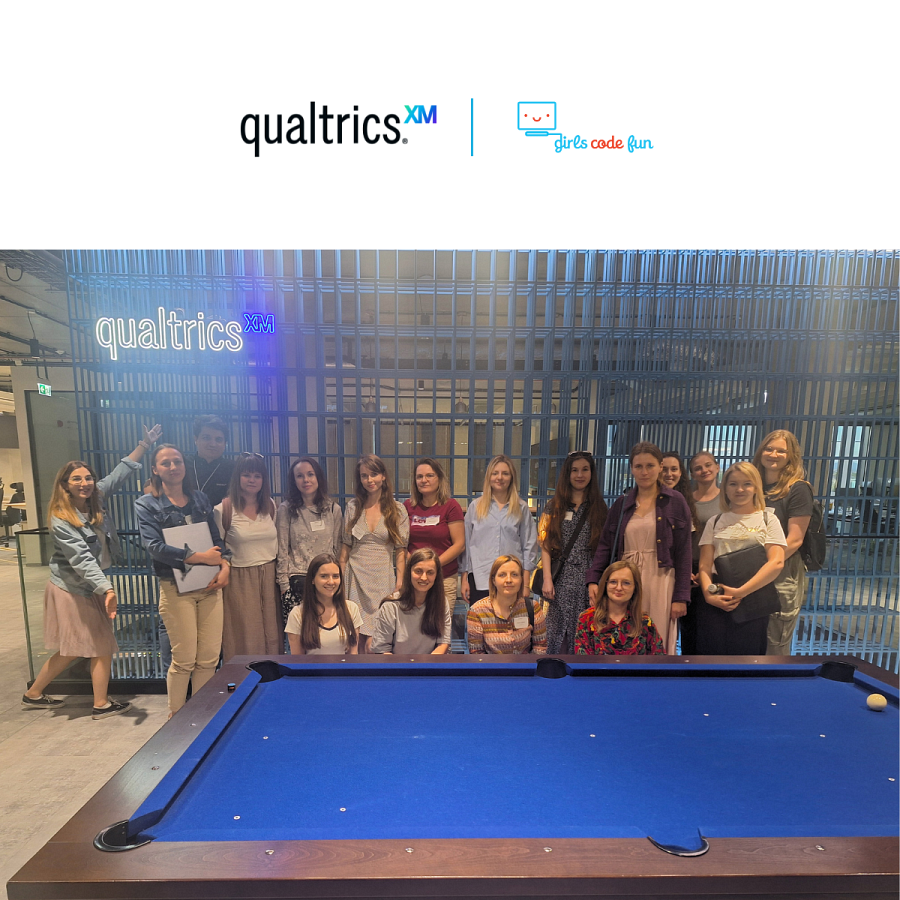 qualtrics.XM
girls code fun
qualtrics XM